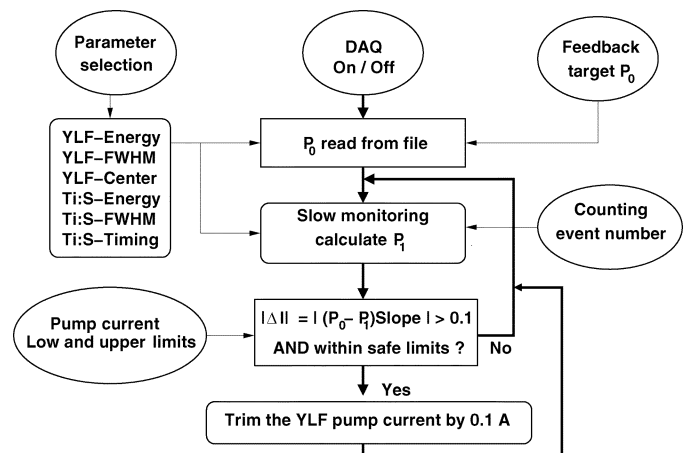 Parameter
selection
DAQ
On / Off
Feedback
target P0
YLF–Energy
YLF–FWHM
YLF–Center
Ti:S–Energy
Ti:S–FWHM
Ti:S–Timing
P0 read from file
Slow monitoring
calculate P1
Counting
event number
Pump current
Low and upper limits
|Δ I| = | (P0– P1)Slope | > 0.1
AND within safe limits ?
No
Yes
Trim the YLF pump current by 0.1 A